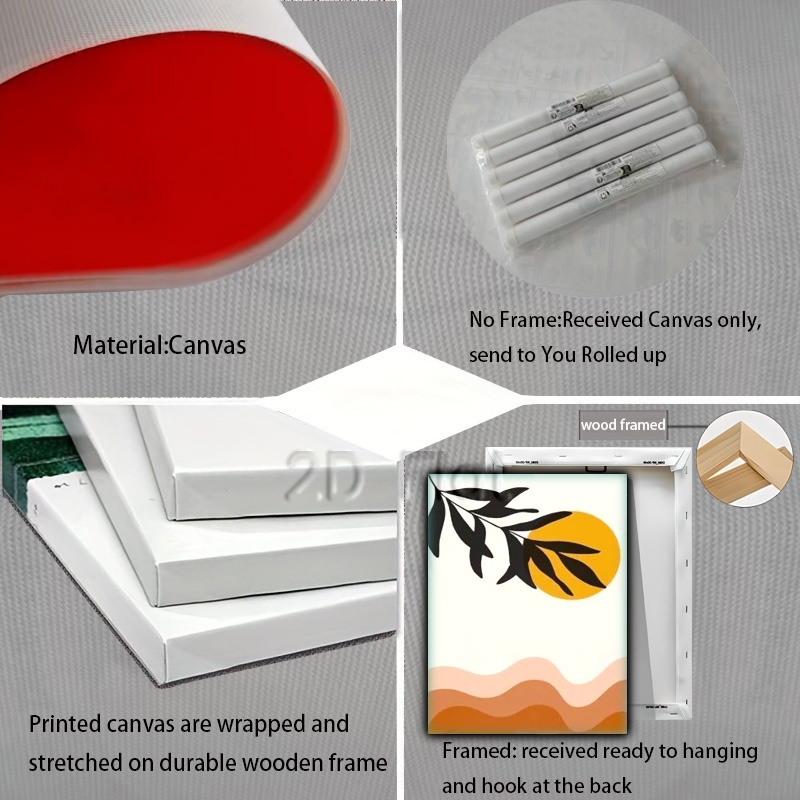 Material:Canvas
No Frame:Received Canvas only,
send to You Rolled up
wood framed
2D
Printed canvas are wrapped and
stretched on durable wooden frame
Framed: received ready to hanging
and hook at the back